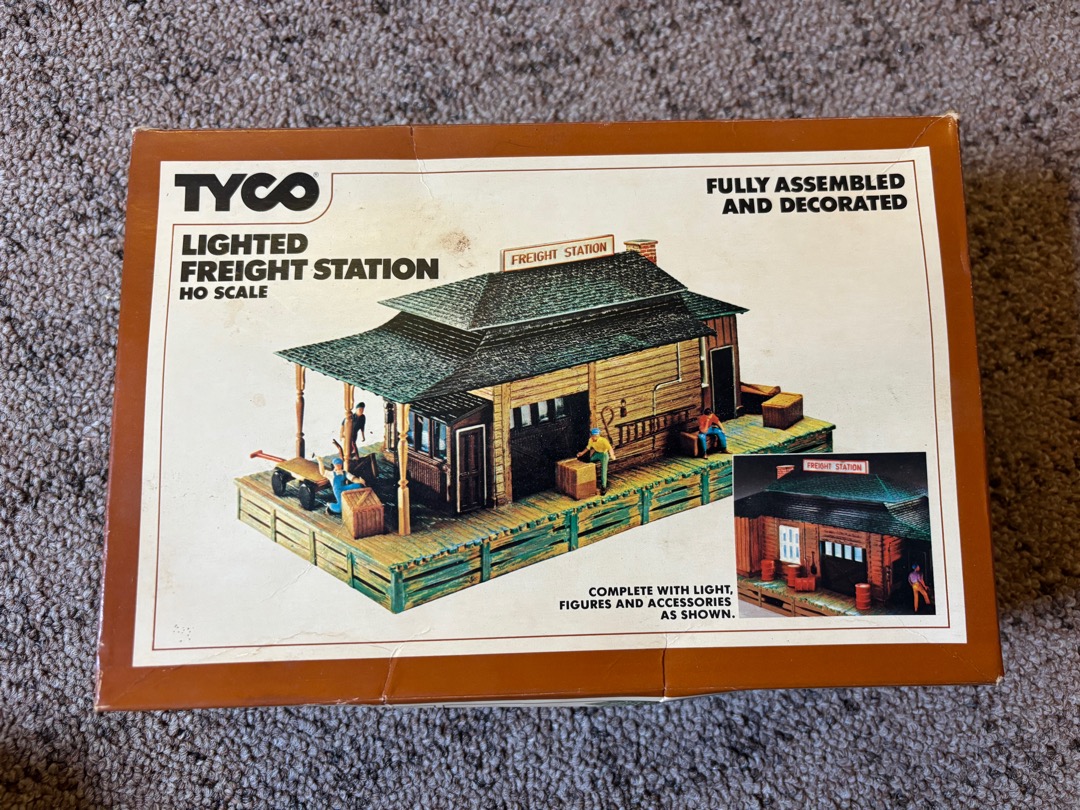 TYCO
FULLY ASSEMBLED
AND DECORATED
LIGHTED
FREIGHT STATION
HO SCALE
FREIGHT STATION
FREIGHT STATION
COMPLETE WITH LIGHT,
FIGURES AND ACCESSORIES
AS SHOWN.